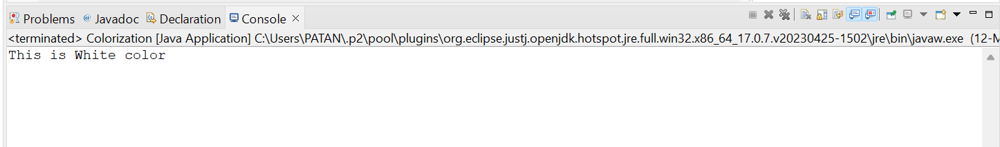 Problems @ Javadoc Declaration Console
<terminated> Colorization [Java Application] C:\Users\PATAN\.p2\pool\plugins\org.eclipse.justj.openjdk.hotspot.jre.full.win32.x86_64_17.0.7.v20230425-1502\jre\bin\javaw.exe (12-M
This is White color